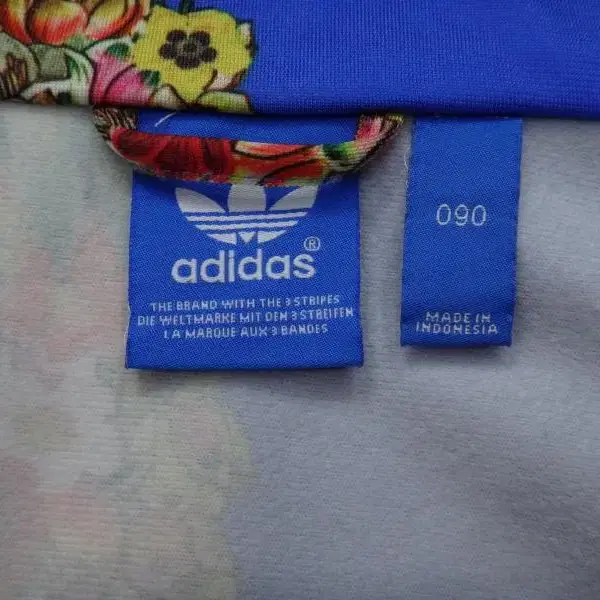 adidas®
THE BRAND WITH THE 3 STRIPES
DIE WELTMARKE MIT DEN 3 STREIFEN
LA MARQUE AUX 3 BANDES
090
MADE IN
INDONESIA